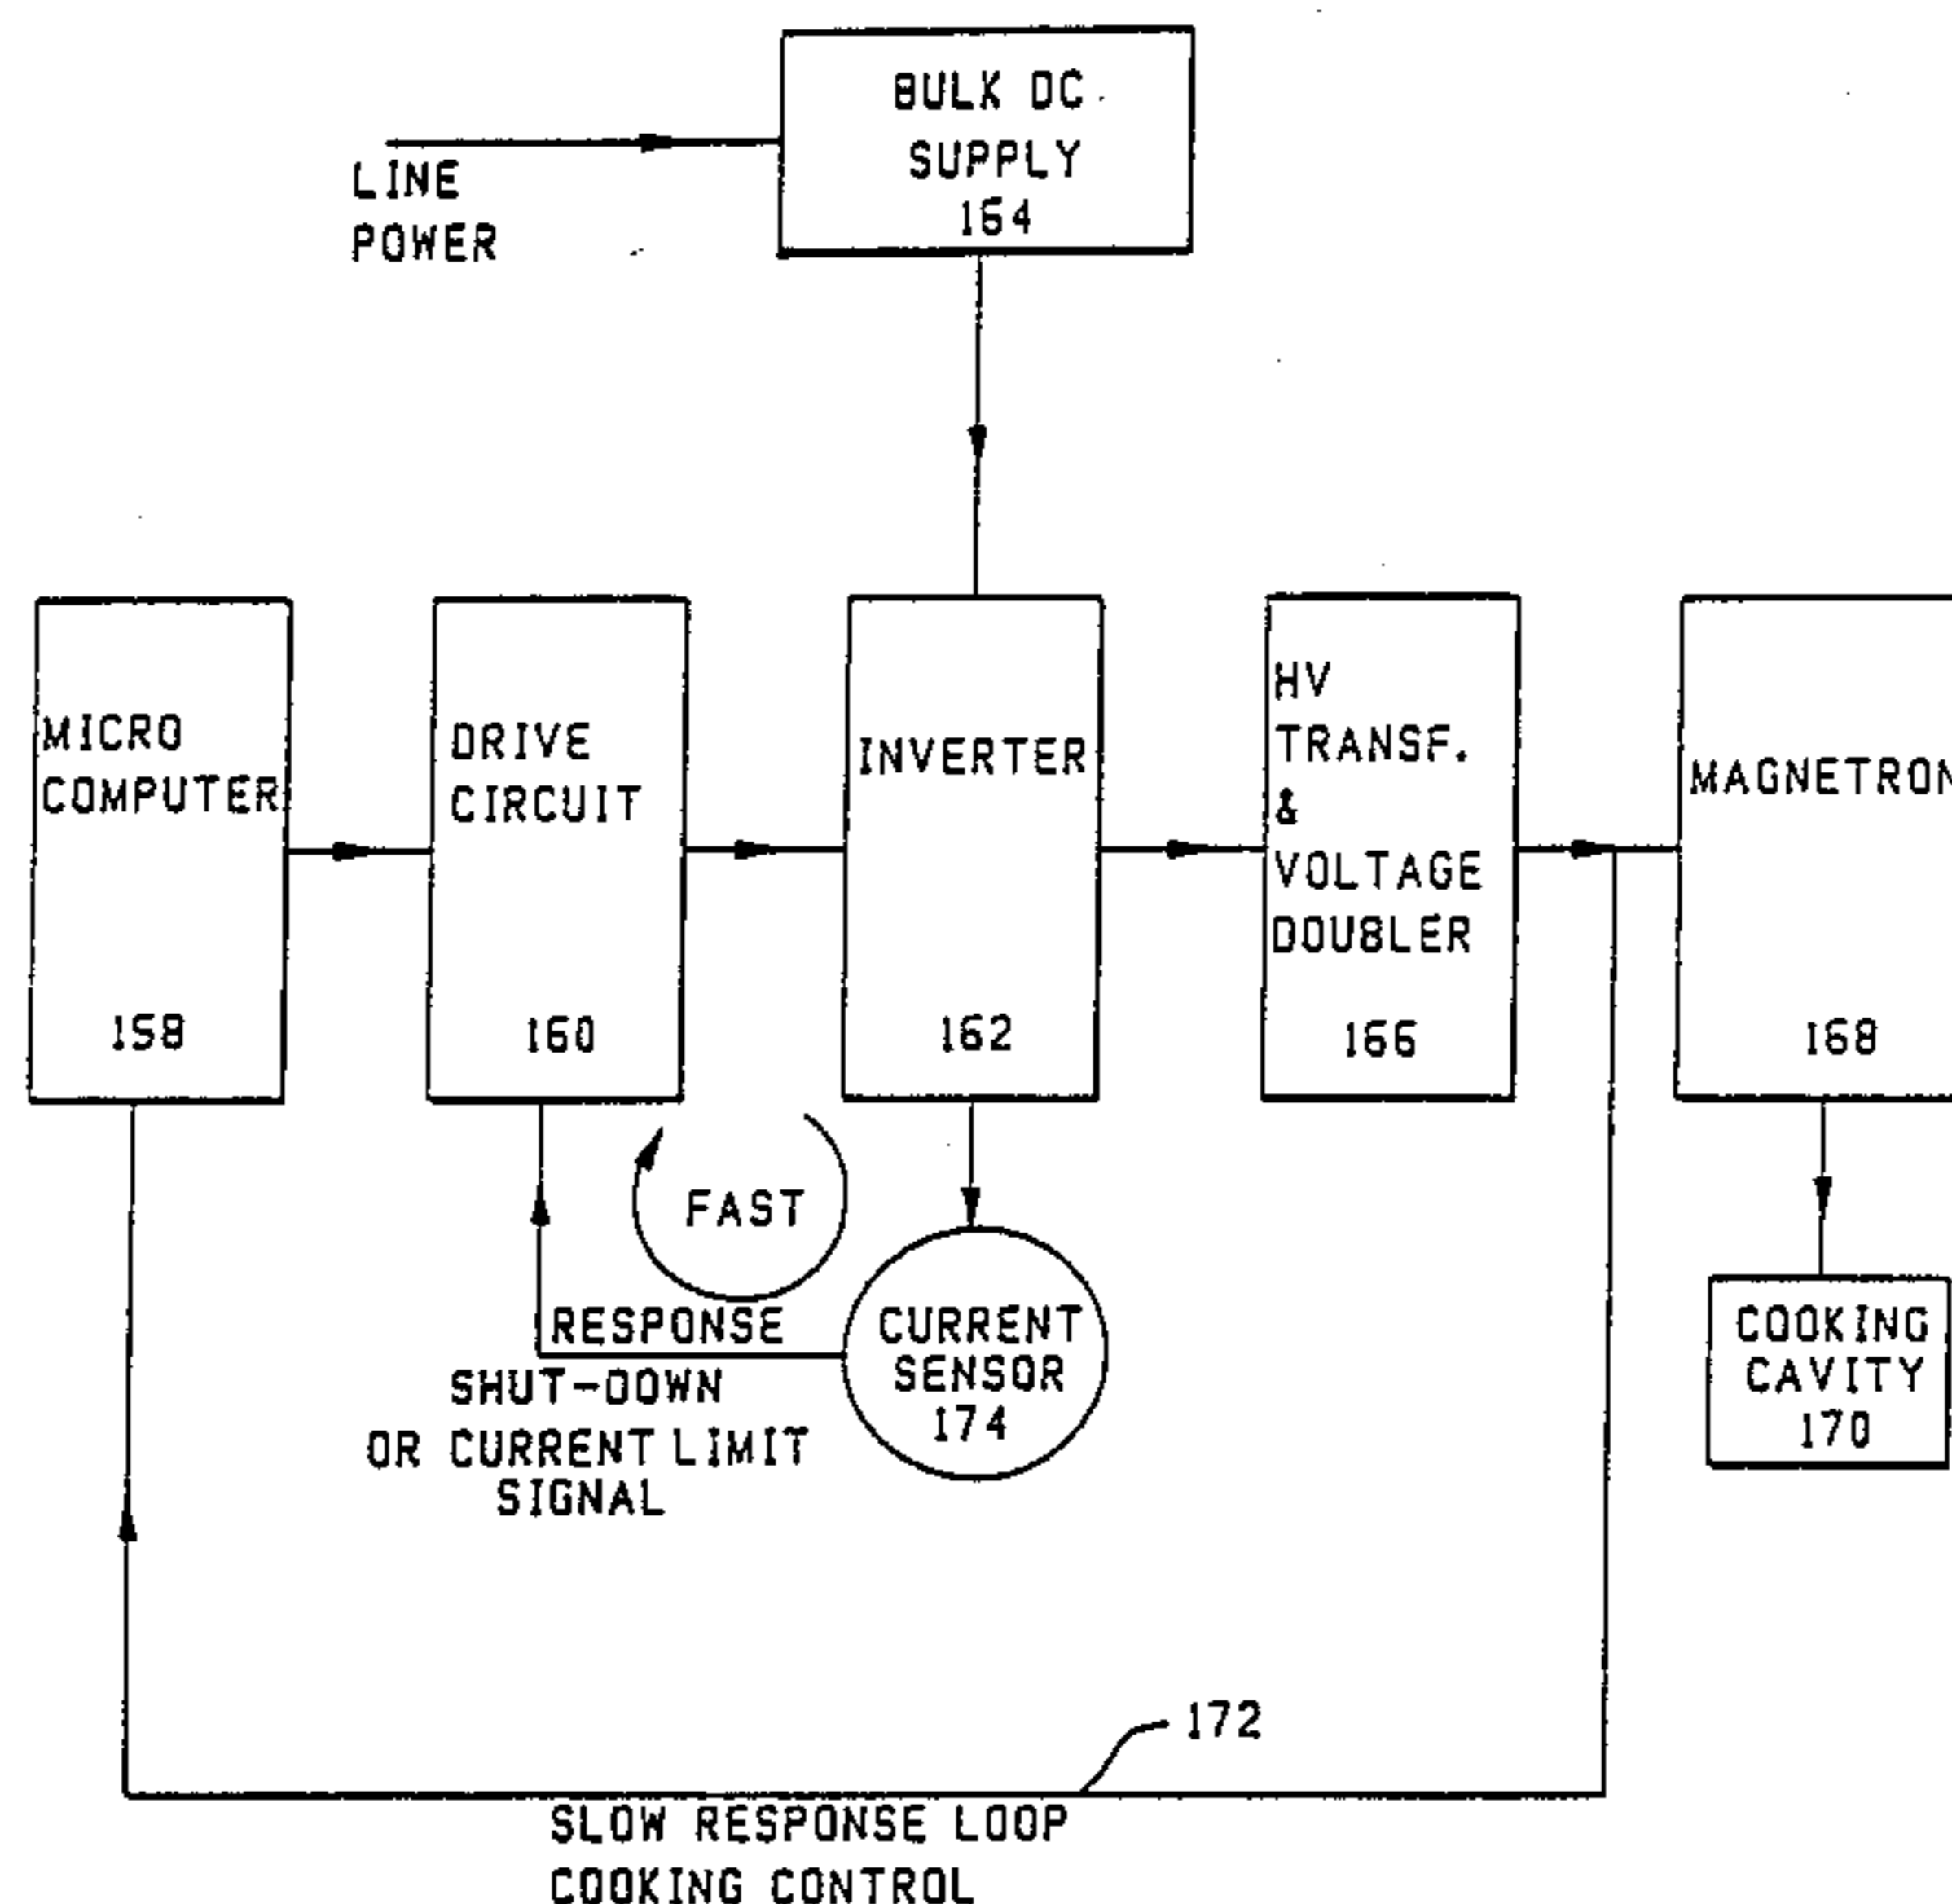 BULK DC
SUPPLY
164
LINE
POWER
MICRO
COMPUTER
158
DRIVE
CIRCUIT
160
INVERTER
162
HV
TRANSF.
&
VOLTAGE
DOUBLER
166
MAGNETRON
168
FAST
RESPONSE
SHUT-DOWN
OR CURRENT LIMIT
SIGNAL
CURRENT
SENSOR
174
COOKING
CAVITY
170
172
SLOW RESPONSE LOOP
COOKING CONTROL